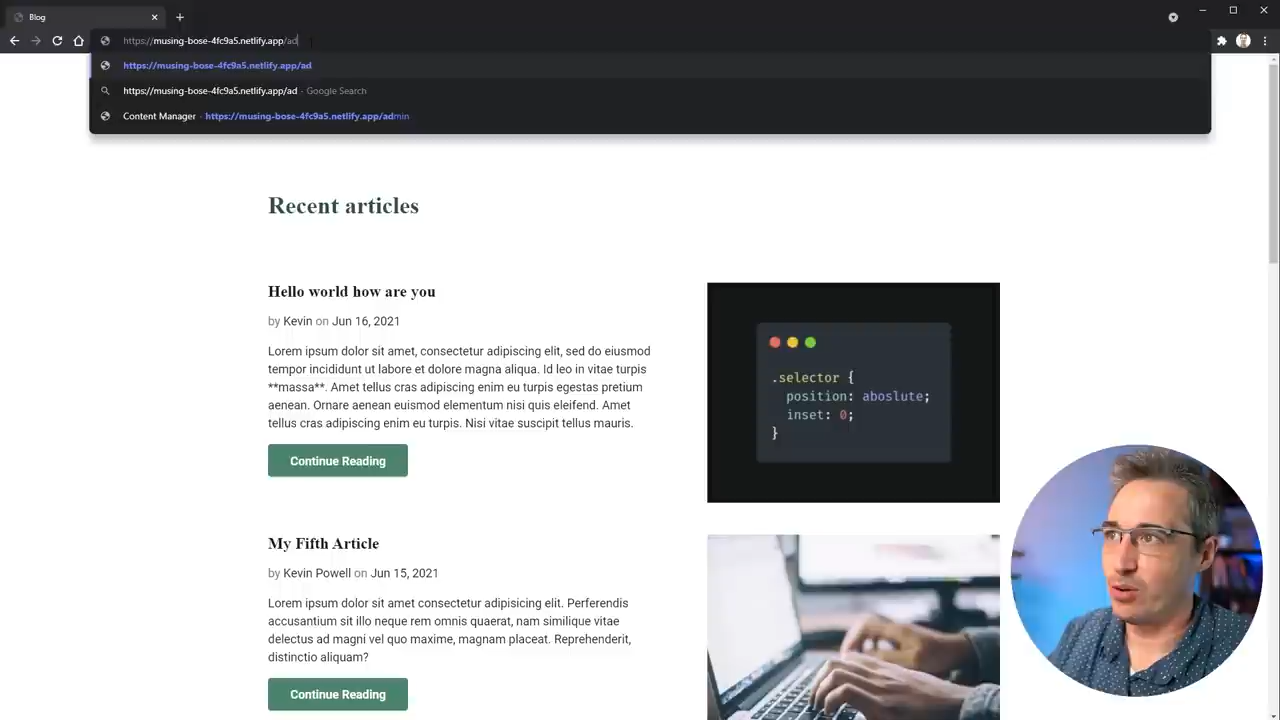 Blog
https://musing-bose-4fc9a5.netlify.app/ad
https://musing-bose-4fc9a5.netlify.app/ad
https://musing-bose-4fc9a5.netlify.app/ad - Google Search
Content Manager - https://musing-bose-4fc9a5.netlify.app/admin
Recent articles
Hello world how are you
by Kevin on Jun 16, 2021
Lorem ipsum dolor sit amet, consectetur adipiscing elit, sed do eiusmod
tempor incididunt ut labore et dolore magna aliqua. Id leo in vitae turpis
**massa**. Amet tellus cras adipiscing enim eu turpis egestas pretium
aenean. Ornare aenean euismod elementum nisi quis eleifend. Amet
tellus cras adipiscing enim eu turpis. Nisi vitae suscipit tellus mauris.
Continue Reading
.selector {
position: aboslute;
inset: 0;
}
My Fifth Article
by Kevin Powell on Jun 15, 2021
Lorem ipsum dolor sit amet consectetur adipisicing elit. Perferendis
accusantium sit illo neque rem omnis quaerat, nam similique vitae
delectus ad magni vel quo maxime, magnam placeat. Reprehenderit,
distinctio aliquam?
Continue Reading